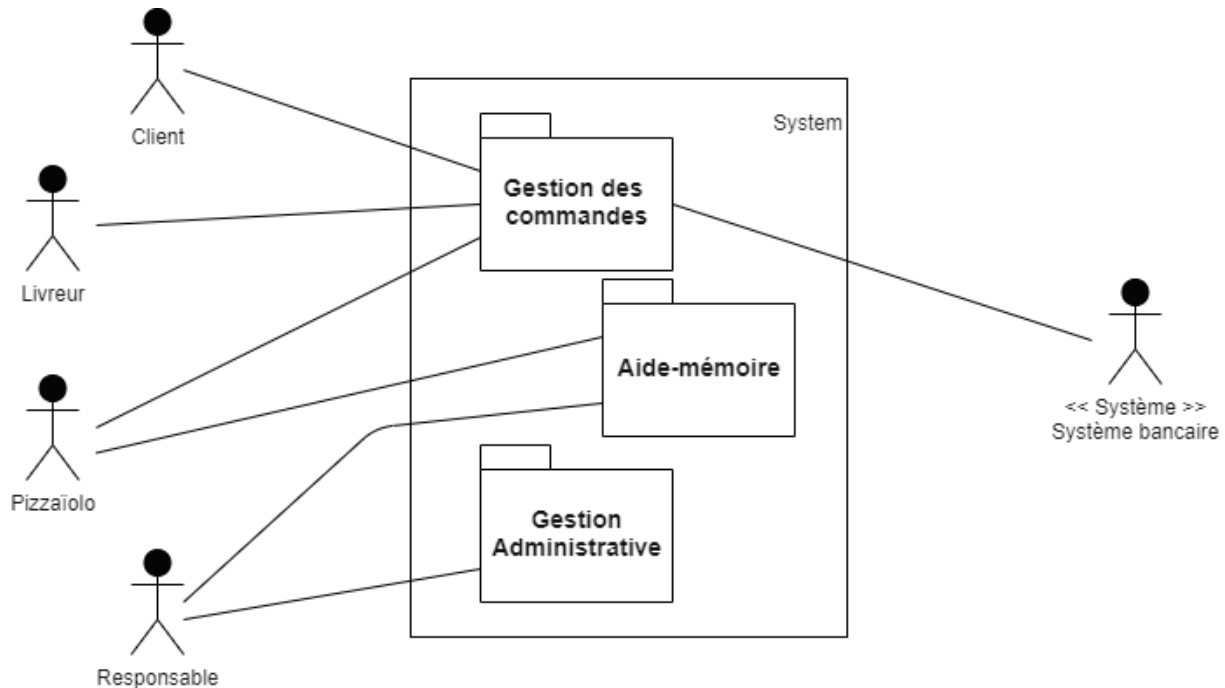 Client
System
Gestion des
commandes
Livreur
Aide-mémoire
<< Système >>
Système bancaire
Pizzaïolo
Gestion
Administrative
Responsable